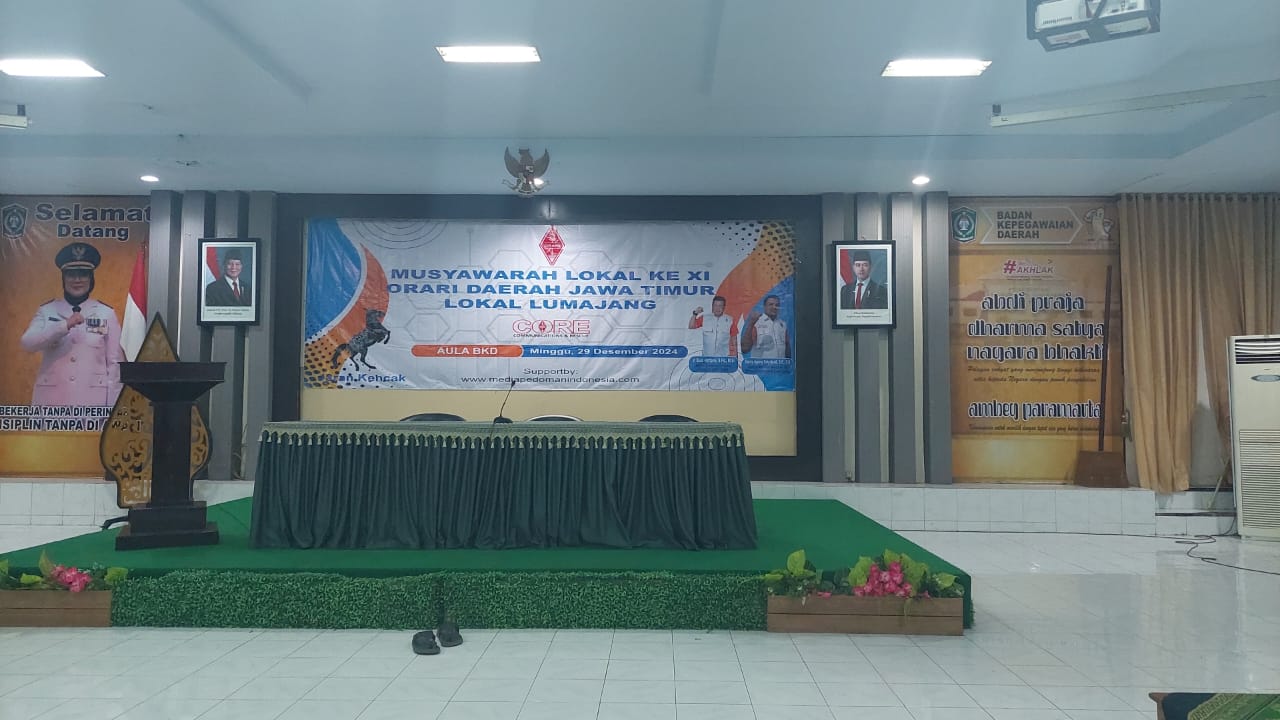 Selamat
Datang
BEKERJA TANPA DI PERIN
ISIPLIN TANPA DI
MUSYAWARAH LOKAL KE XI
ORARI DAERAH JAWA TIMUR
LOKAL LUMAJANG
CORE
AULA BKD
Minggu, 29 Desember 2024
Supportby:
www.mediapedomanindonesia.com
BADAN
KEPEGAWAIAN
DAERAH
#AKHLAK
abdi praja
dharma satya
nagara bhakti
ambeg paramarta